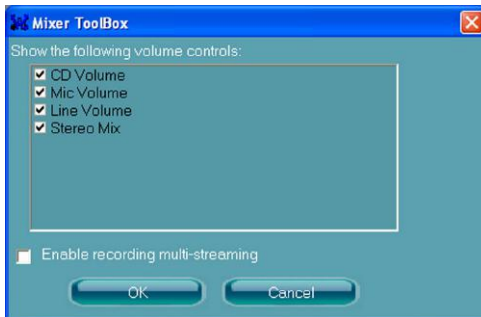 Mixer ToolBox
Show the following volume controls:
CD Volume
Mic Volume
Line Volume
Stereo Mix
Enable recording multi-streaming
OK Cancel